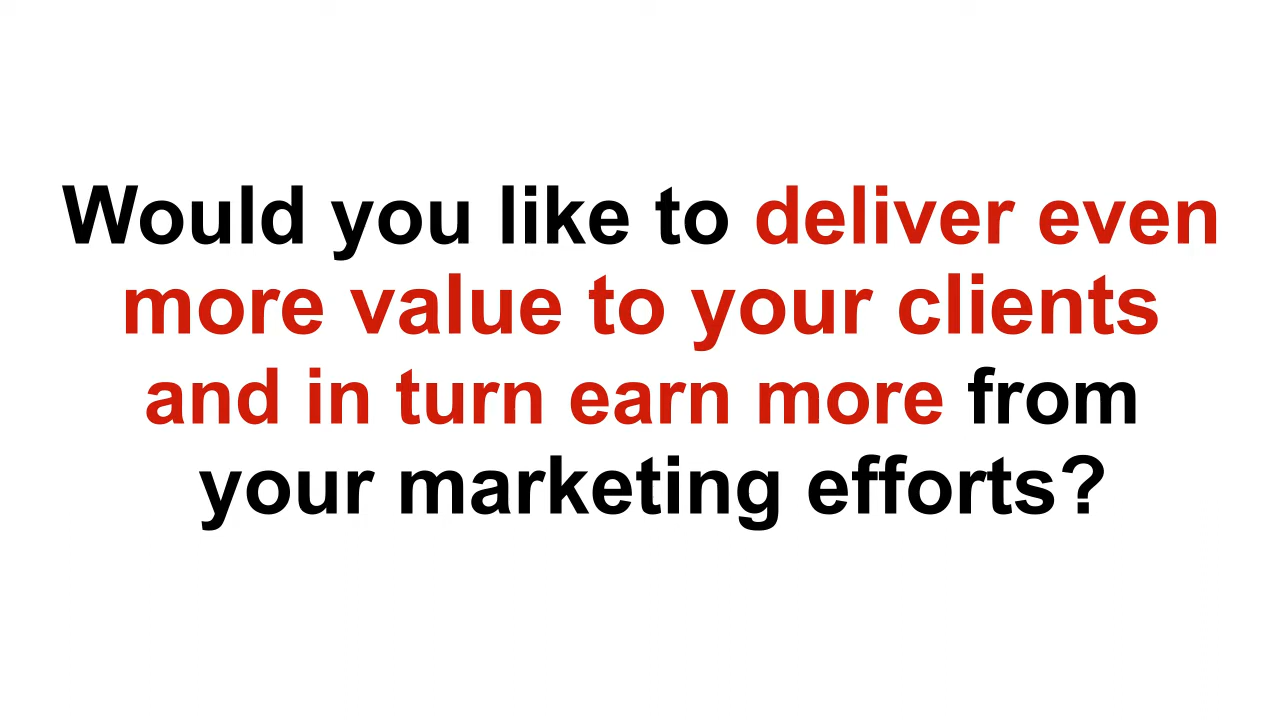 Would you like to deliver even
more value to your clients
and in turn earn more from
your marketing efforts?